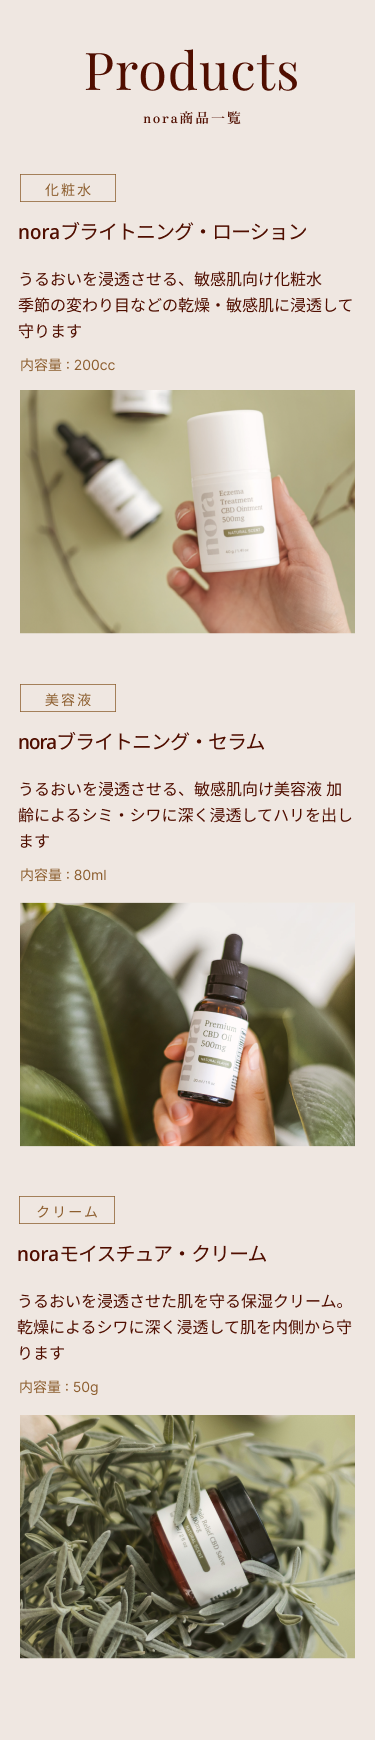 Products
nora商品一覧
化粧水
noraブライトニング・ローション
うるおいを浸透させる、敏感肌向け化粧水
季節の変わり目などの乾燥・敏感肌に浸透して
守ります
内容量 : 200cc
nora
Eczema
Treatment
CBD Ointment
500mg
美容液
noraブライトニング・セラム
うるおいを浸透させる、敏感肌向け美容液 加
齢によるシミ・シワに深く浸透してハリを出し
ます
内容量 : 80ml
nora
Premium
CBD Oil
500mg
クリーム
noraモイスチュア・クリーム
うるおいを浸透させた肌を守る保湿クリーム。
乾燥によるシワに深く浸透して肌を内側から守
ります
内容量 : 50g
Relief CBD Salve